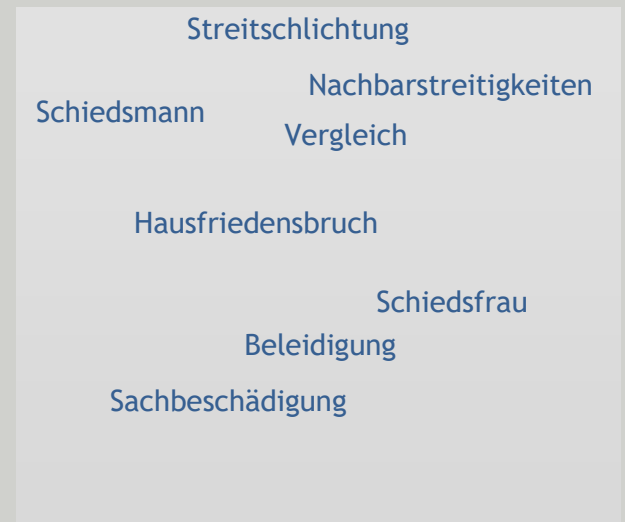 Streitschlichtung
Nachbarstreitigkeiten
Schiedsmann
Vergleich
Hausfriedensbruch
Schiedsfrau
Beleidigung
Sachbeschädigung